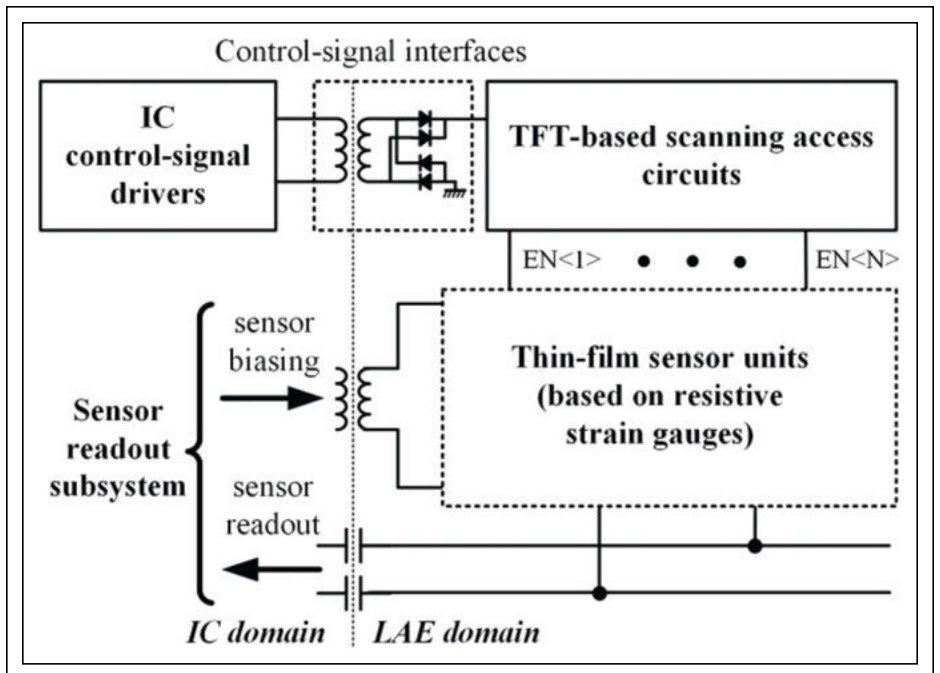 Control-signal interfaces
IC
control-signal
drivers
TFT-based scanning access
circuits
EN<1>
EN<N>
sensor
biasing
Thin-film sensor units
(based on resistive
strain gauges)
Sensor
readout
subsystem
sensor
readout
IC domain
LAE domain